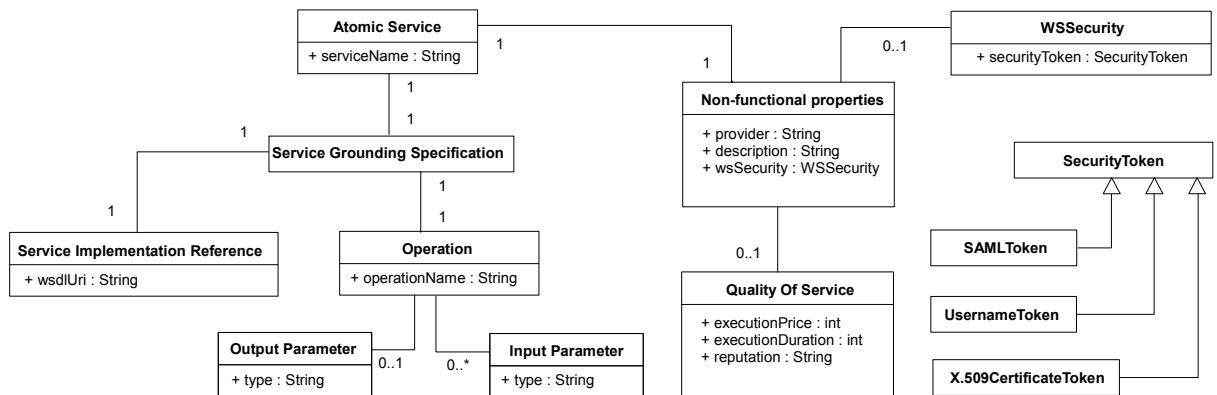 Atomic Service
+ serviceName : String
1
1
WSSecurity
+ securityToken : SecurityToken
0..1
Non-functional properties
+ provider : String
+ description : String
+ wsSecurity : WSSecurity
1
1
1
Service Grounding Specification
1
1
SecurityToken
1
1
Service Implementation Reference
+ wsdlUri : String
Operation
+ operationName : String
0..1
SAMLToken
Quality Of Service
+ executionPrice : int
+ executionDuration : int
+ reputation : String
UsernameToken
Output Parameter
+ type : String
0..1
0..*
Input Parameter
+ type : String
X.509CertificateToken